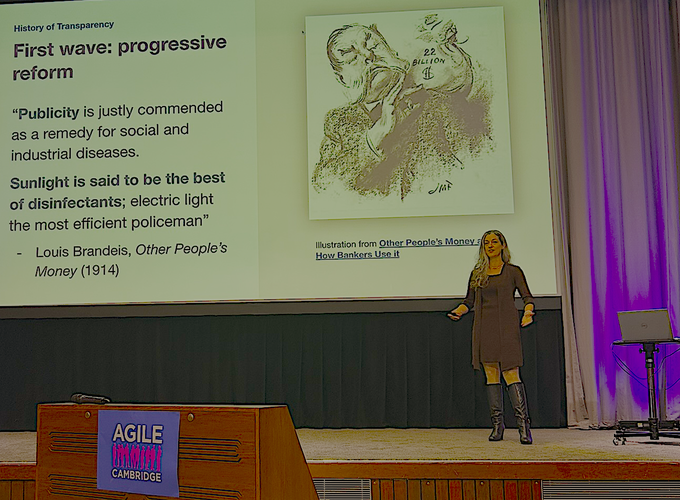 History of Transparency
First wave: progressive
reform
“Publicity is justly commended
as a remedy for social and
industrial diseases.
Sunlight is said to be the best
of disinfectants; electric light
the most efficient policeman”
- Louis Brandeis, Other People’s
Money (1914)
22
BILLION
$
Illustration from Other People’s Money
How Bankers Use it
AGILE
CAMBRIDGE